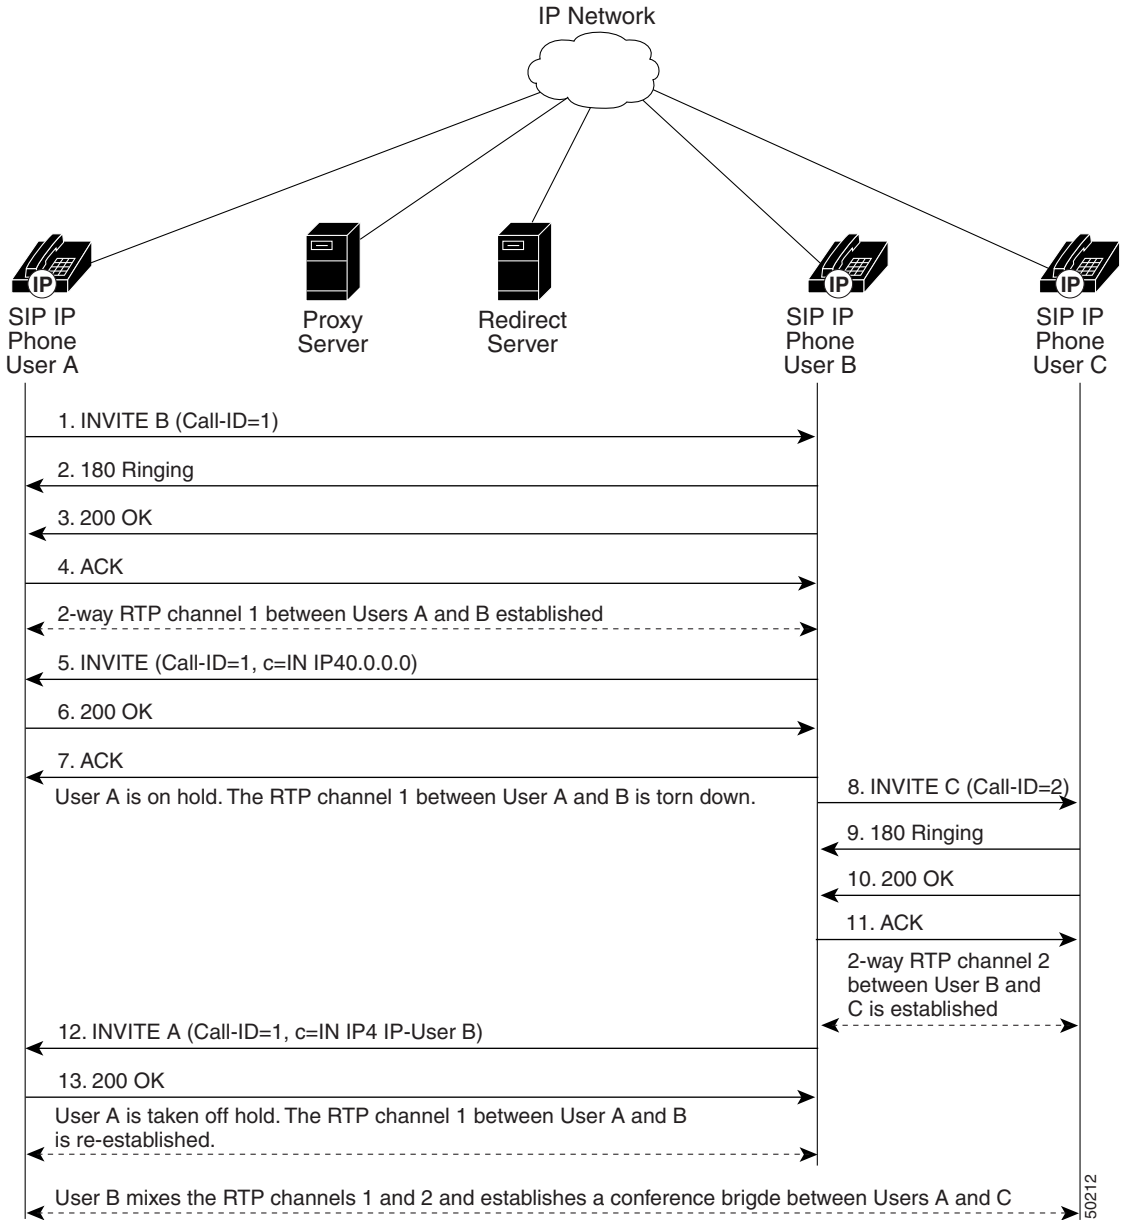 IP Network
IP
IP
IP
SIP IP
Phone
User A
Proxy
Server
Redirect
Server
SIP IP
Phone
User B
SIP IP
Phone
User C
1. INVITE B (Call-ID=1)
2. 180 Ringing
3. 200 OK
4. ACK
2-way RTP channel 1 between Users A and B established
5. INVITE (Call-ID=1, c=IN IP40.0.0.0)
6. 200 OK
7. ACK
User A is on hold. The RTP channel 1 between User A and B is torn down.
8. INVITE C (Call-ID=2)
9. 180 Ringing
10. 200 OK
11. ACK
2-way RTP channel 2
between User B and
C is established
12. INVITE A (Call-ID=1, c=IN IP4 IP-User B)
13. 200 OK
User A is taken off hold. The RTP channel 1 between User A and B
is re-established.
User B mixes the RTP channels 1 and 2 and establishes a conference brigde between Users A and C
50212